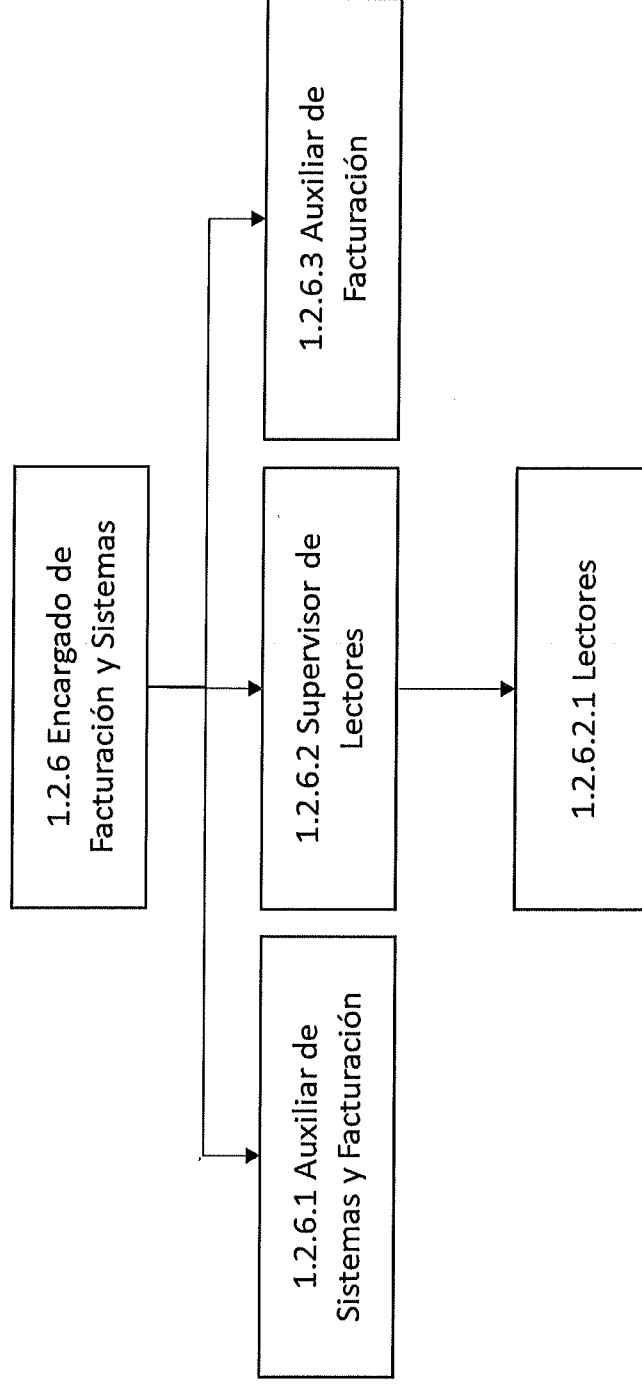 1.2.6 Encargado de
Facturación y Sistemas
1.2.6.1 Auxiliar de
Sistemas y Facturación
1.2.6.2 Supervisor de
Lectores
1.2.6.3 Auxiliar de
Facturación
1.2.6.2.1 Lectores